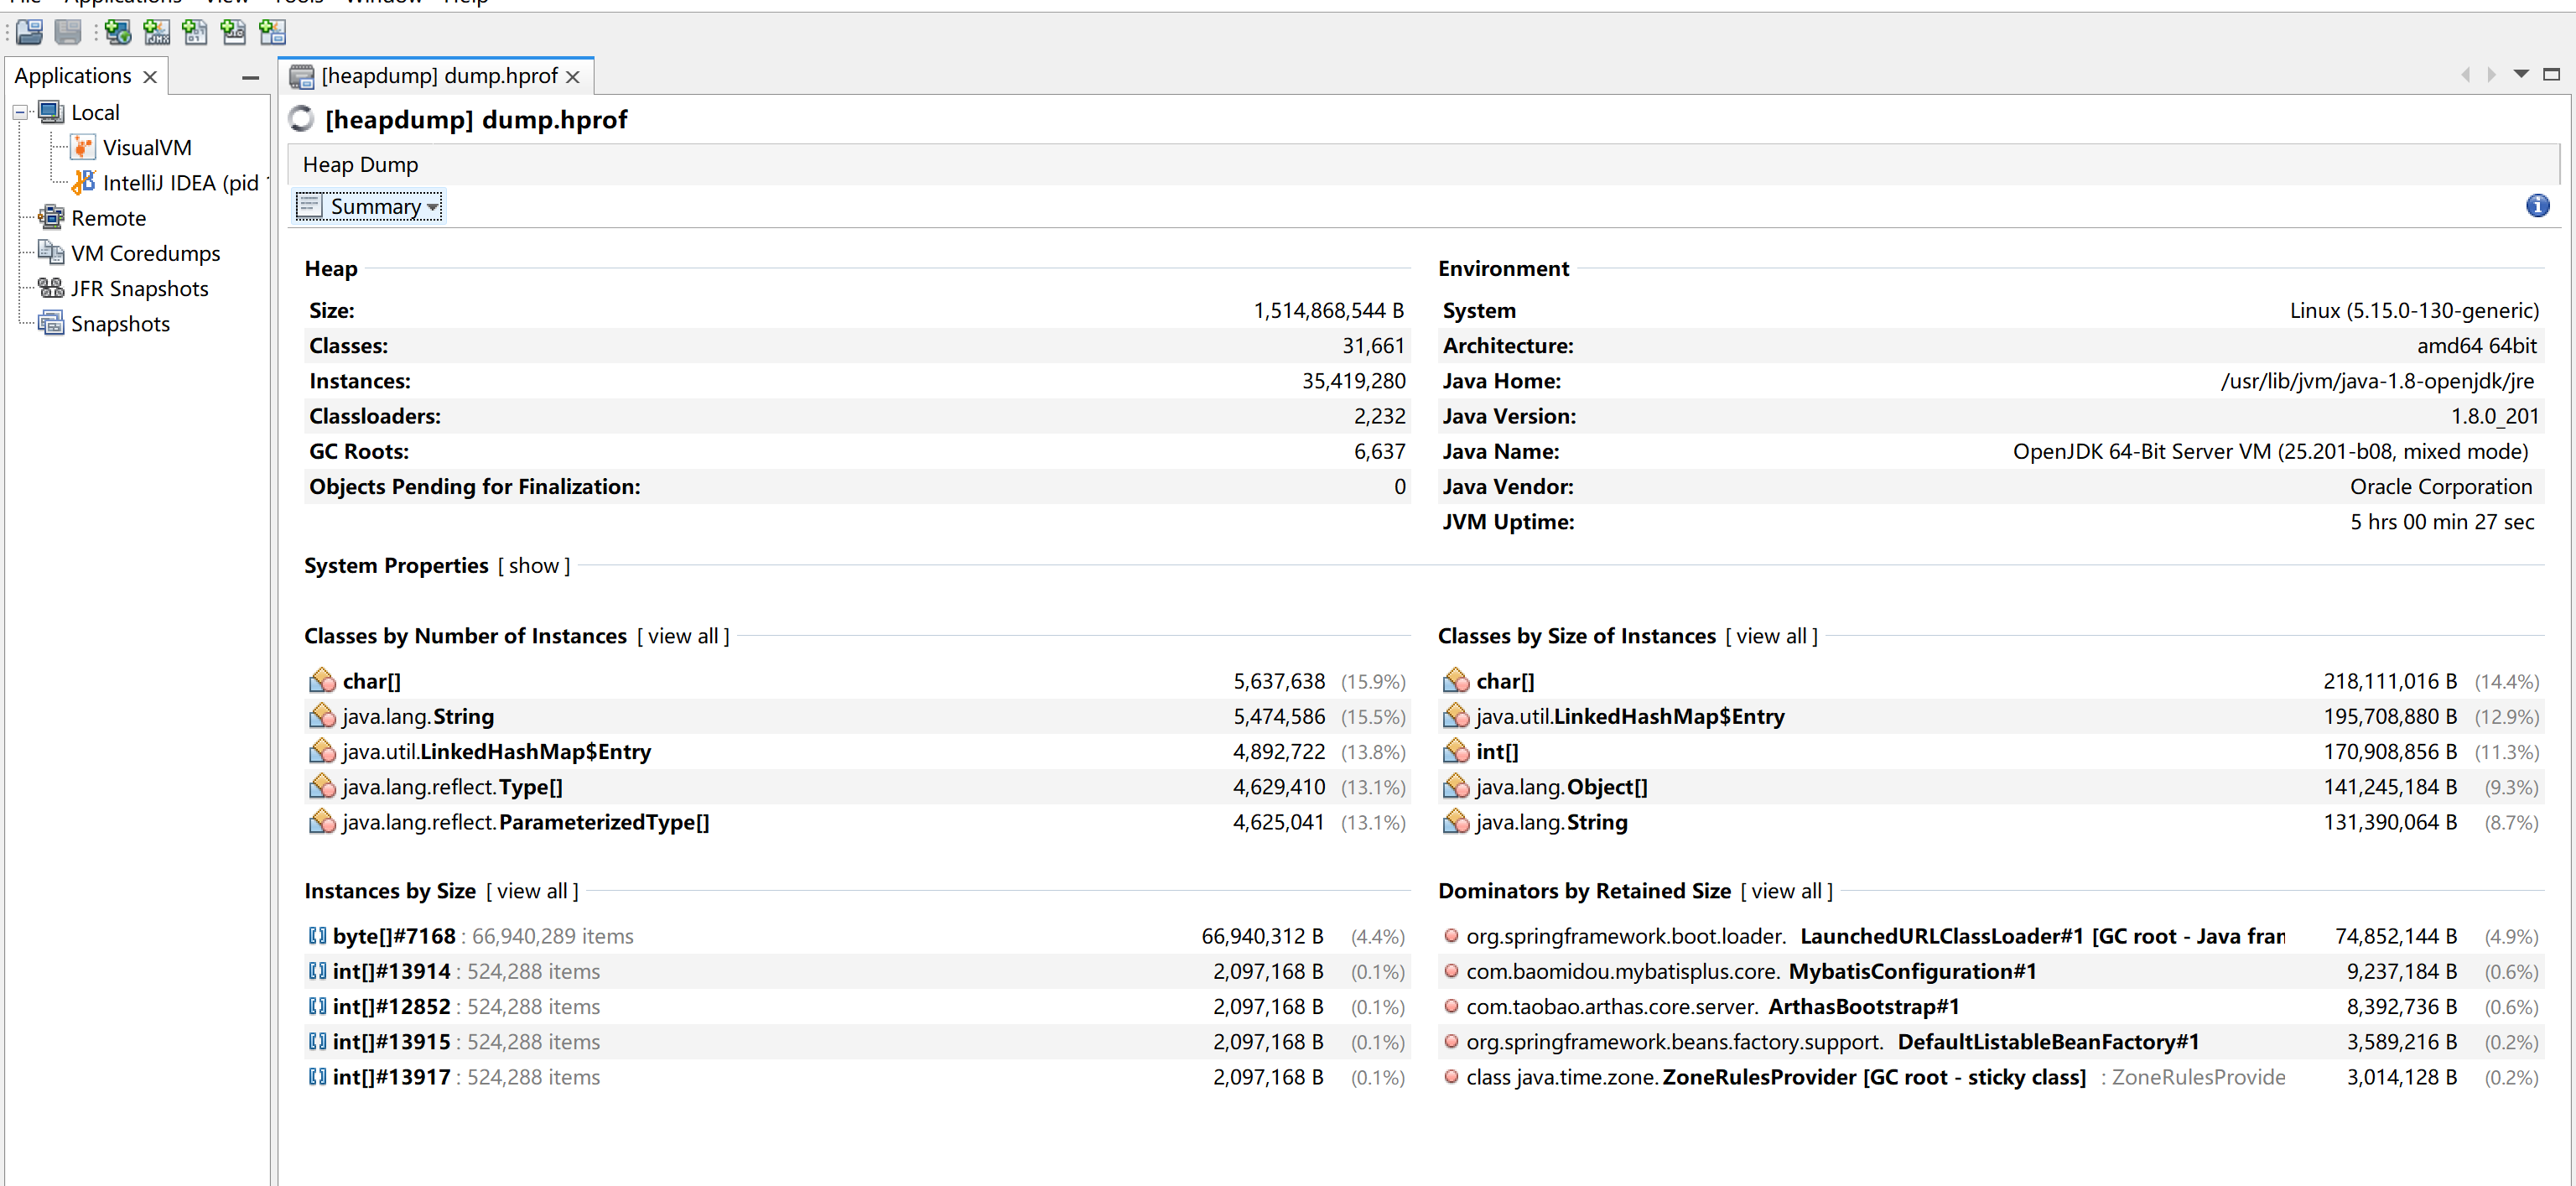 File Applications View Tools Window Help
Applications
Local
VisualVM
IntelliJ IDEA (pid
Remote
VM Coredumps
JFR Snapshots
Snapshots
[heapdump] dump.hprof
[heapdump] dump.hprof
Heap Dump
Summary
Heap
Size: 1,514,868,544 B
Classes: 31,661
Instances: 35,419,280
Classloaders: 2,232
GC Roots: 6,637
Objects Pending for Finalization: 0
Environment
System Linux (5.15.0-130-generic)
Architecture: amd64 64bit
Java Home: /usr/lib/jvm/java-1.8-openjdk/jre
Java Version: 1.8.0_201
Java Name: OpenJDK 64-Bit Server VM (25.201-b08, mixed mode)
Java Vendor: Oracle Corporation
JVM Uptime: 5 hrs 00 min 27 sec
System Properties [ show ]
Classes by Number of Instances [ view all ]
char[] 5,637,638 (15.9%)
java.lang.String 5,474,586 (15.5%)
java.util.LinkedHashMap$Entry 4,892,722 (13.8%)
java.lang.reflect.Type[] 4,629,410 (13.1%)
java.lang.reflect.ParameterizedType[] 4,625,041 (13.1%)
Classes by Size of Instances [ view all ]
char[] 218,111,016 B (14.4%)
java.util.LinkedHashMap$Entry 195,708,880 B (12.9%)
int[] 170,908,856 B (11.3%)
java.lang.Object[] 141,245,184 B (9.3%)
java.lang.String 131,390,064 B (8.7%)
Instances by Size [ view all ]
byte[]#7168 : 66,940,289 items 66,940,312 B (4.4%)
int[]#13914 : 524,288 items 2,097,168 B (0.1%)
int[]#12852 : 524,288 items 2,097,168 B (0.1%)
int[]#13915 : 524,288 items 2,097,168 B (0.1%)
int[]#13917 : 524,288 items 2,097,168 B (0.1%)
Dominators by Retained Size [ view all ]
org.springframework.boot.loader. LaunchedURLClassLoader#1 [GC root - Java fran 74,852,144 B (4.9%)
com.baomidou.mybatisplus.core. MybatisConfiguration#1 9,237,184 B (0.6%)
com.taobao.arthas.core.server. ArthasBootstrap#1 8,392,736 B (0.6%)
org.springframework.beans.factory.support. DefaultListableBeanFactory#1 3,589,216 B (0.2%)
class java.time.zone.ZoneRulesProvider [GC root - sticky class] : ZoneRulesProvide 3,014,128 B (0.2%)